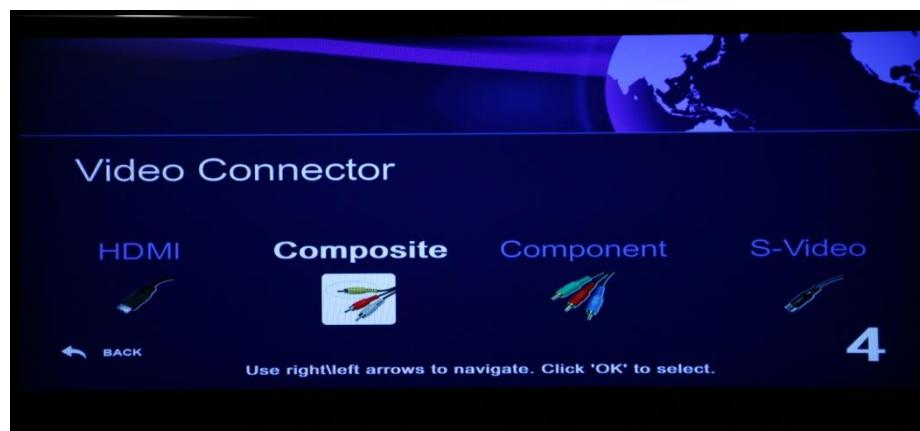 Video Connector
HDMI Composite Component S-Video
BACK
4
Use right\left arrows to navigate. Click 'OK' to select.